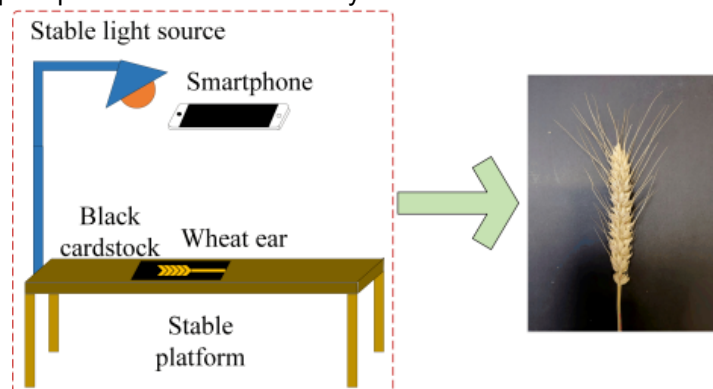 Stable light source
Smartphone
Black
cardstock
Wheat ear
Stable
platform